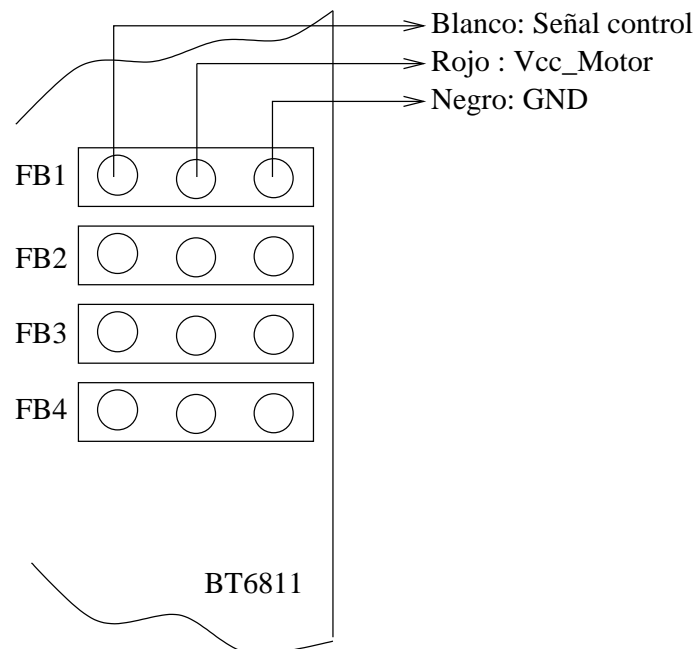 Blanco: Señal control
Rojo : Vcc_Motor
Negro: GND
FB1
FB2
FB3
FB4
BT6811